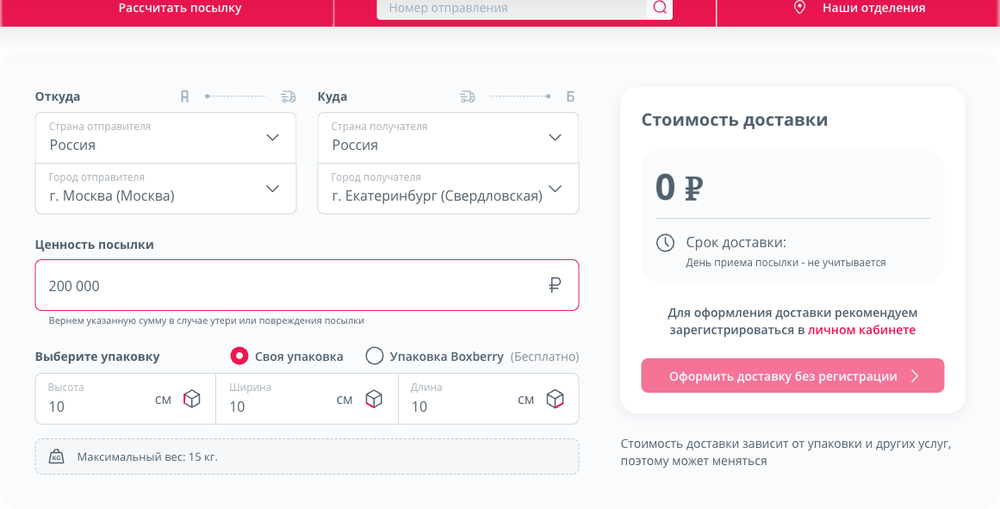 Рассчитать посылку
Номер отправления
Наши отделения
Откуда
Я
Куда
Б
Страна отправителя
Россия
Город отправителя
г. Москва (Москва)
Страна получателя
Россия
Город получателя
г. Екатеринбург (Свердловская)
Ценность посылки
200 000 ₽
Вернем указанную сумму в случае утери или повреждения посылки
Выберите упаковку
Своя упаковка
Упаковка Boxberry (Бесплатно)
Высота
10 см
Ширина
10 см
Длина
10 см
KG
Максимальный вес: 15 кг.
Стоимость доставки
0 ₽
Срок доставки:
День приема посылки - не учитывается
Для оформления доставки рекомендуем
зарегистрироваться в личном кабинете
Оформить доставку без регистрации
Стоимость доставки зависит от упаковки и других услуг,
поэтому может меняться